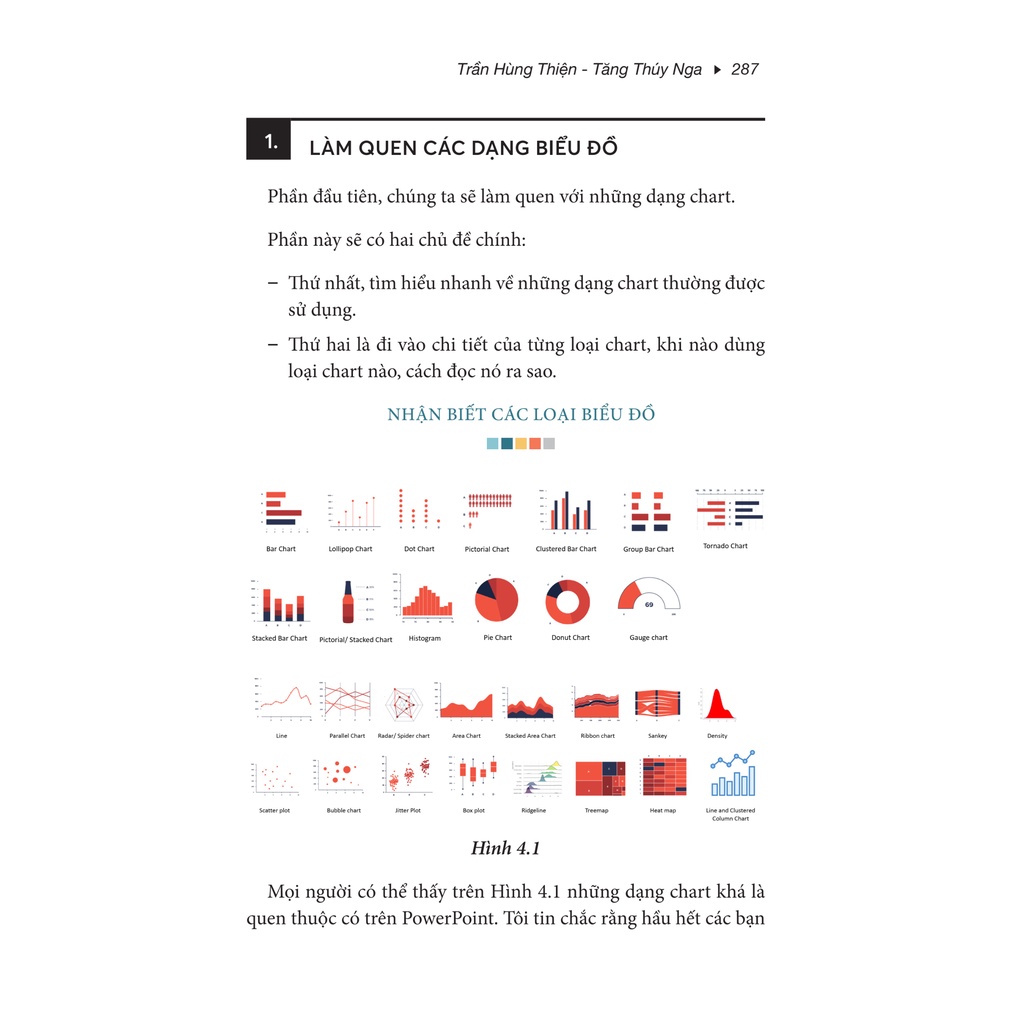 Trần Hùng Thiện - Tăng Thúy Nga ▶ 287
1. LÀM QUEN CÁC DẠNG BIỂU ĐỒ
Phần đầu tiên, chúng ta sẽ làm quen với những dạng chart.
Phần này sẽ có hai chủ đề chính:
– Thứ nhất, tìm hiểu nhanh về những dạng chart thường được
sử dụng.
– Thứ hai là đi vào chi tiết của từng loại chart, khi nào dùng
loại chart nào, cách đọc nó ra sao.
NHẬN BIẾT CÁC LOẠI BIỂU ĐỒ
Bar Chart Lollipop Chart Dot Chart Pictorial Chart Clustered Bar Chart Group Bar Chart Tornado Chart
69
Stacked Bar Chart Pictorial/ Stacked Chart Histogram Pie Chart Donut Chart Gauge chart
Line Parallel Chart Radar/ Spider chart Area Chart Stacked Area Chart Ribbon chart Sankey Density
Scatter plot Bubble chart Jitter Plot Box plot Ridgeline Treemap Heat map Line and Clustered
Column Chart
Hình 4.1
Mọi người có thể thấy trên Hình 4.1 những dạng chart khá là
quen thuộc có trên PowerPoint. Tôi tin chắc rằng hầu hết các bạn